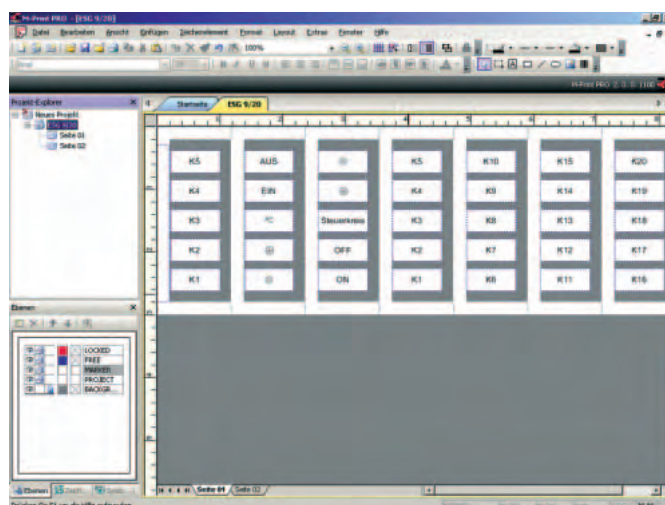 M-Print PRO - [ESG 9/20]
Datei Bearbeiten Ansicht Einfügen Zeichenelement Format Layout Extras Fenster Hilfe
100%
Projekt-Explorer
Startseite ESG 9/20
Neues Projekt
ESG 9/20
Seite 01
Seite 02
K5 AUS K5 K10 K15 K20
K4 EIN K4 K9 K14 K19
K3 Steuerkreis K3 K8 K13 K18
K2 OFF K2 K7 K12 K17
K1 ON K1 K6 K11 K16
Ebenen
LOCKED
FREE
MARKER
PROJECT
BACKGR...
Ebenen
Seite 01 Seite 02